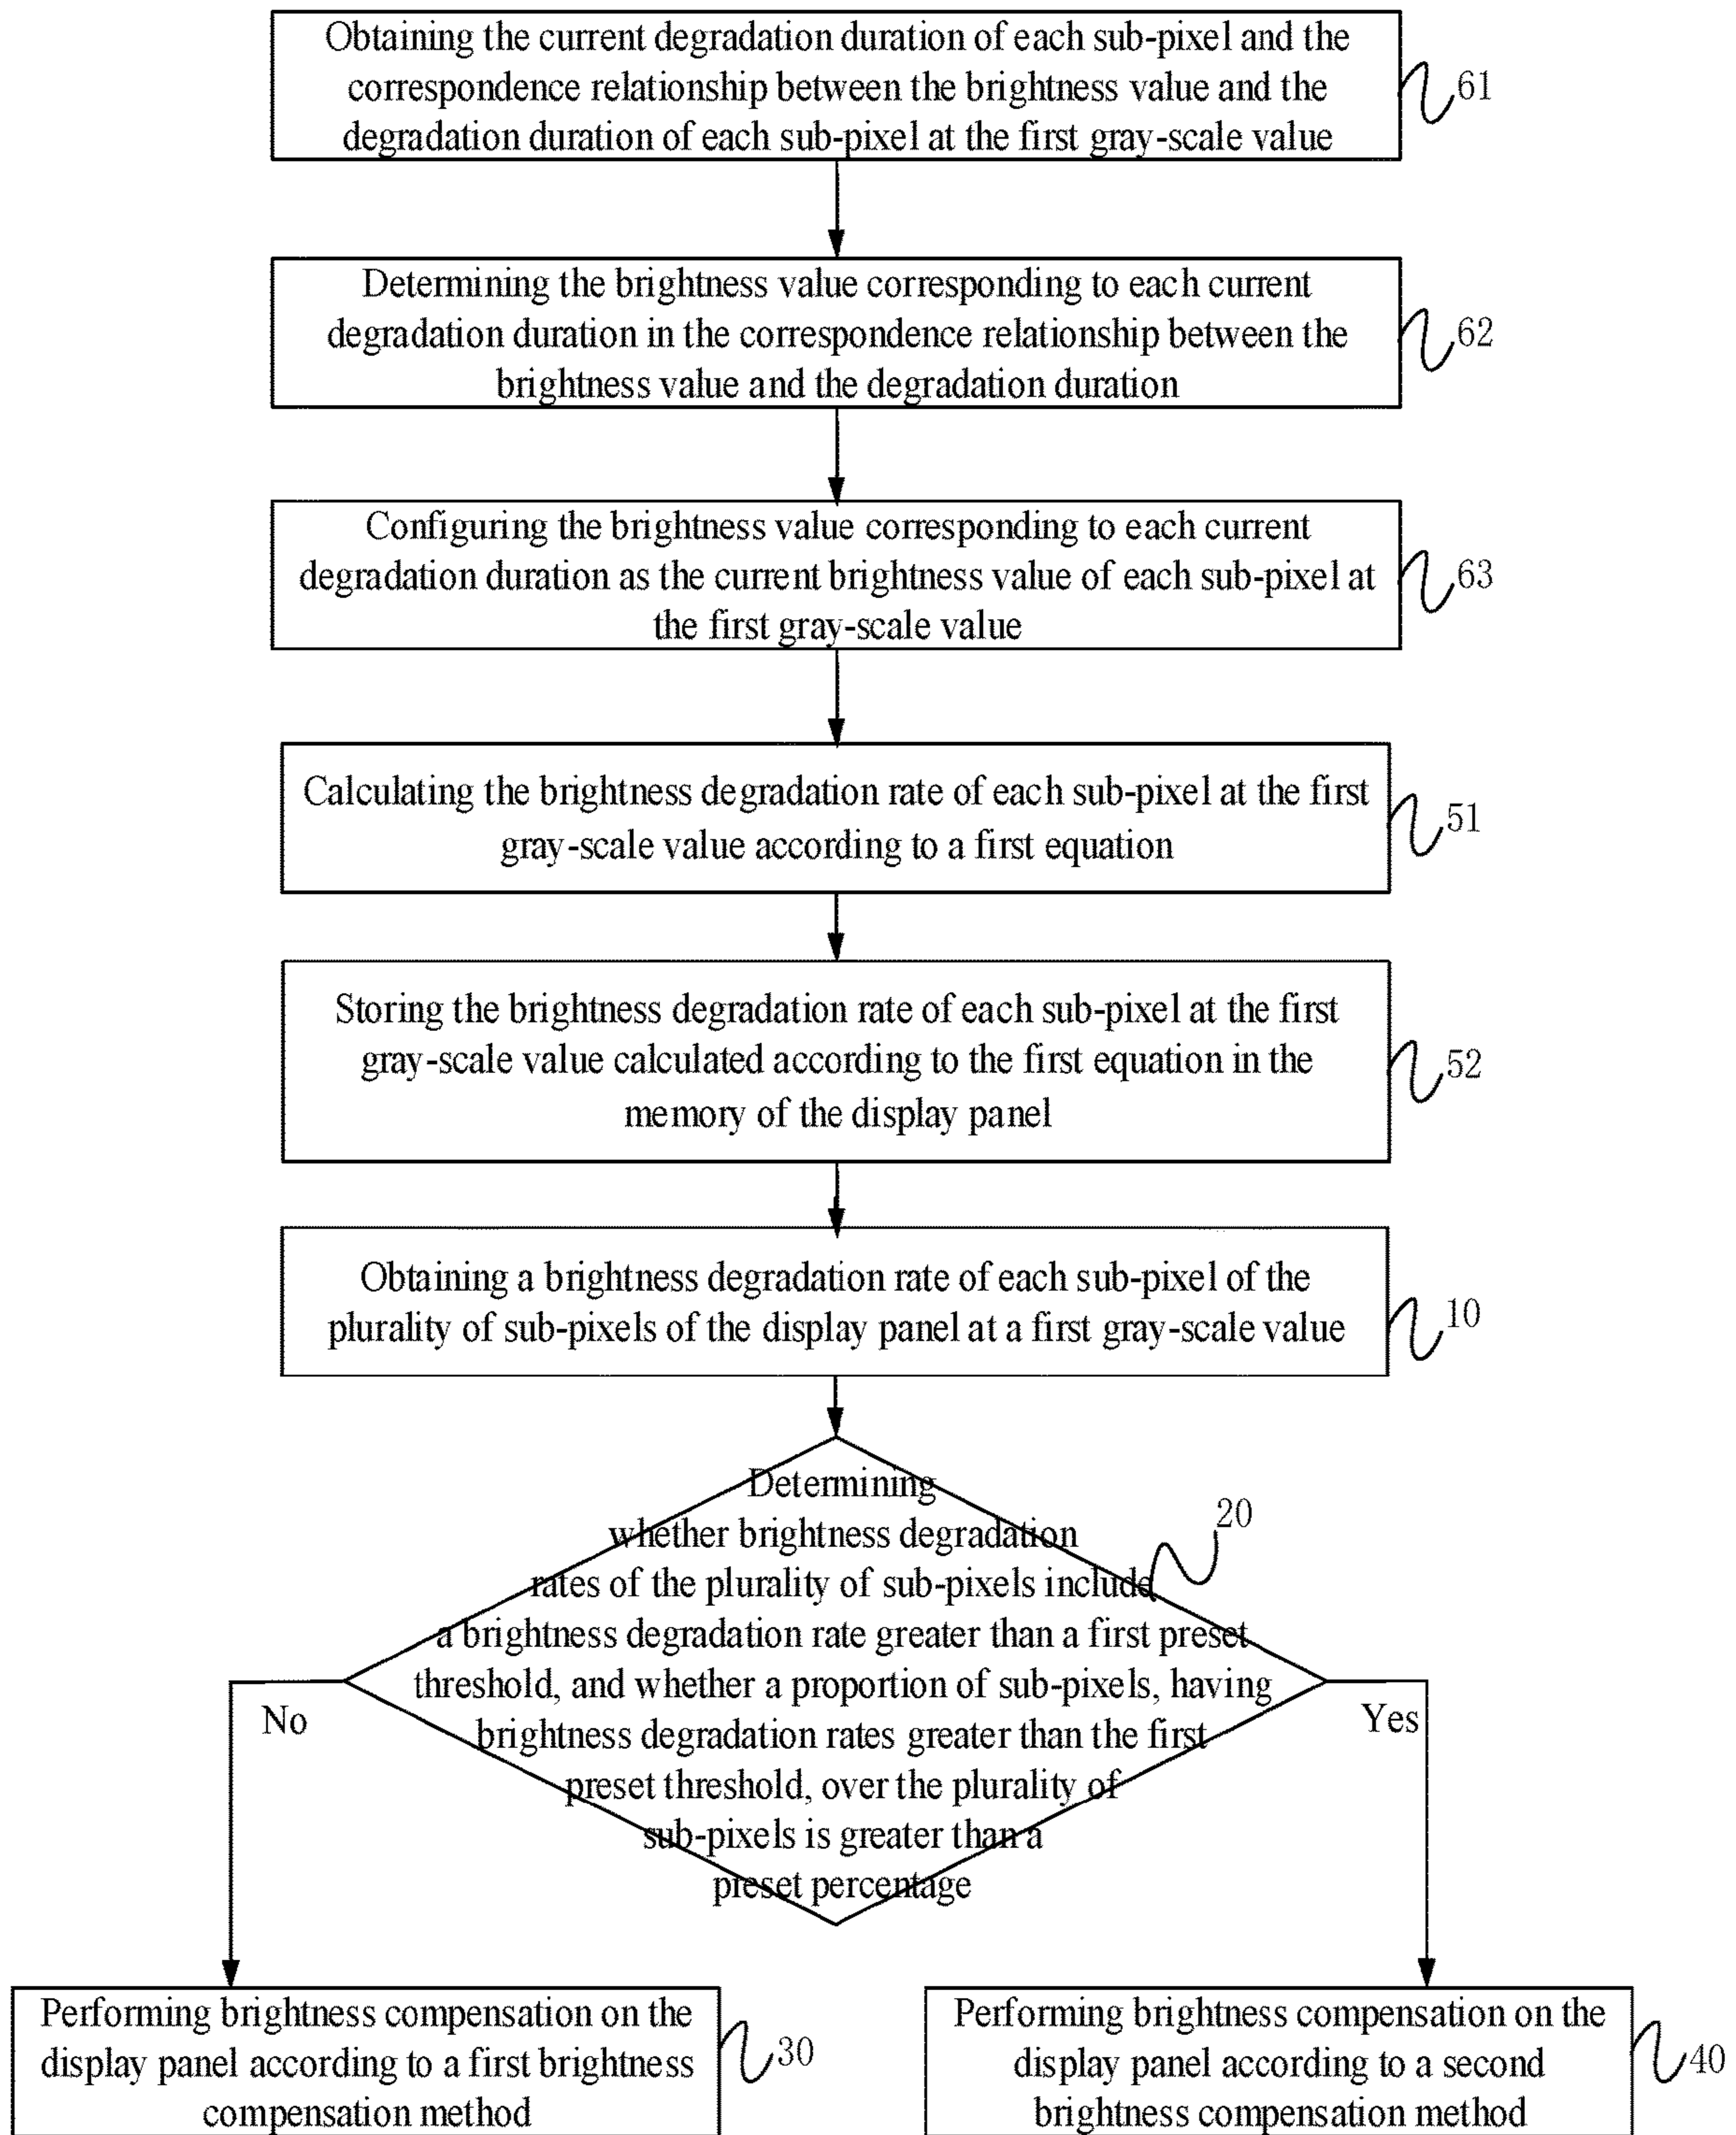 Obtaining the current degradation duration of each sub-pixel and the
correspondence relationship between the brightness value and the
degradation duration of each sub-pixel at the first gray-scale value
61
Determining the brightness value corresponding to each current
degradation duration in the correspondence relationship between the
brightness value and the degradation duration
62
Configuring the brightness value corresponding to each current
degradation duration as the current brightness value of each sub-pixel at
the first gray-scale value
63
Calculating the brightness degradation rate of each sub-pixel at the first
gray-scale value according to a first equation
51
Storing the brightness degradation rate of each sub-pixel at the first
gray-scale value calculated according to the first equation in the
memory of the display panel
52
Obtaining a brightness degradation rate of each sub-pixel of the
plurality of sub-pixels of the display panel at a first gray-scale value
10
Determining
whether brightness degradation
rates of the plurality of sub-pixels include
a brightness degradation rate greater than a first preset
threshold, and whether a proportion of sub-pixels, having
brightness degradation rates greater than the first
preset threshold, over the plurality of
sub-pixels is greater than a
preset percentage
20
No
Yes
Performing brightness compensation on the
display panel according to a first brightness
compensation method
30
Performing brightness compensation on the
display panel according to a second
brightness compensation method
40